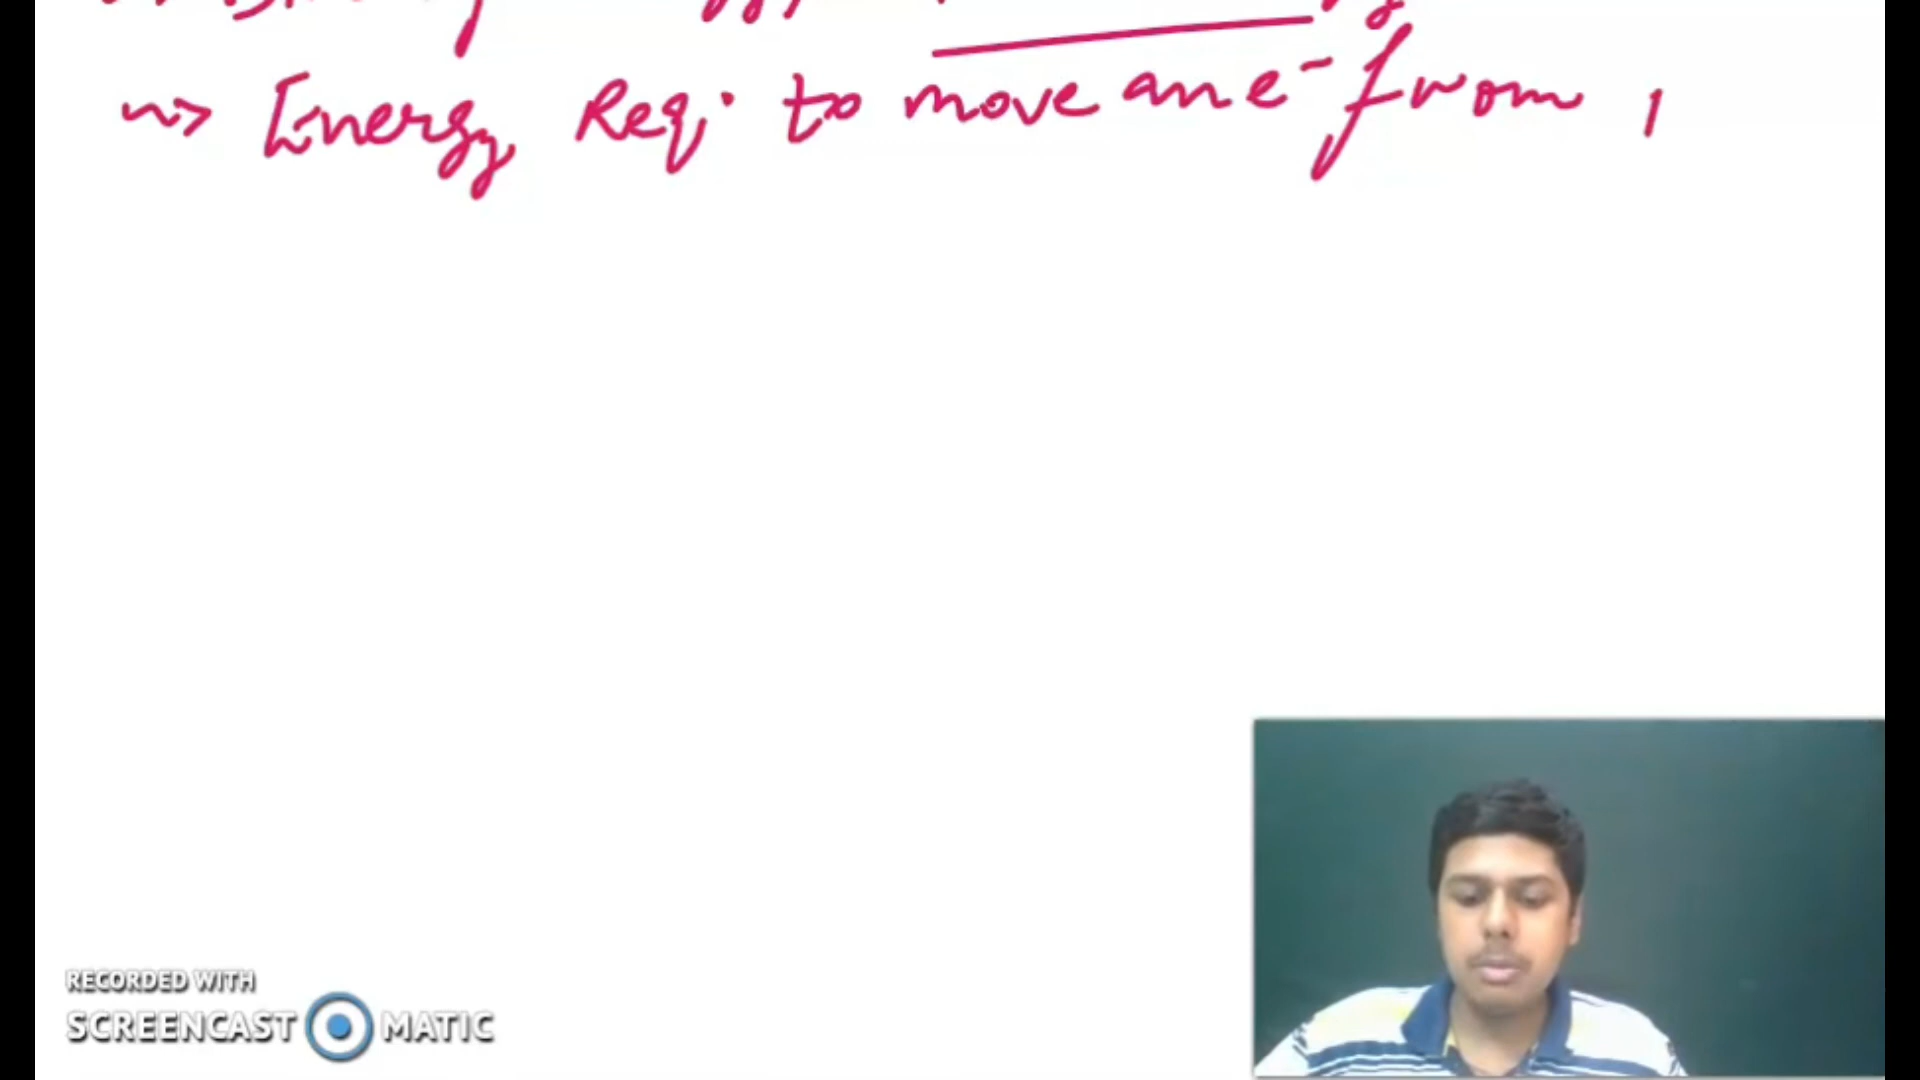 ⇝ Energy Req. to move an e⁻ from
RECORDED WITH
SCREENCAST MATIC